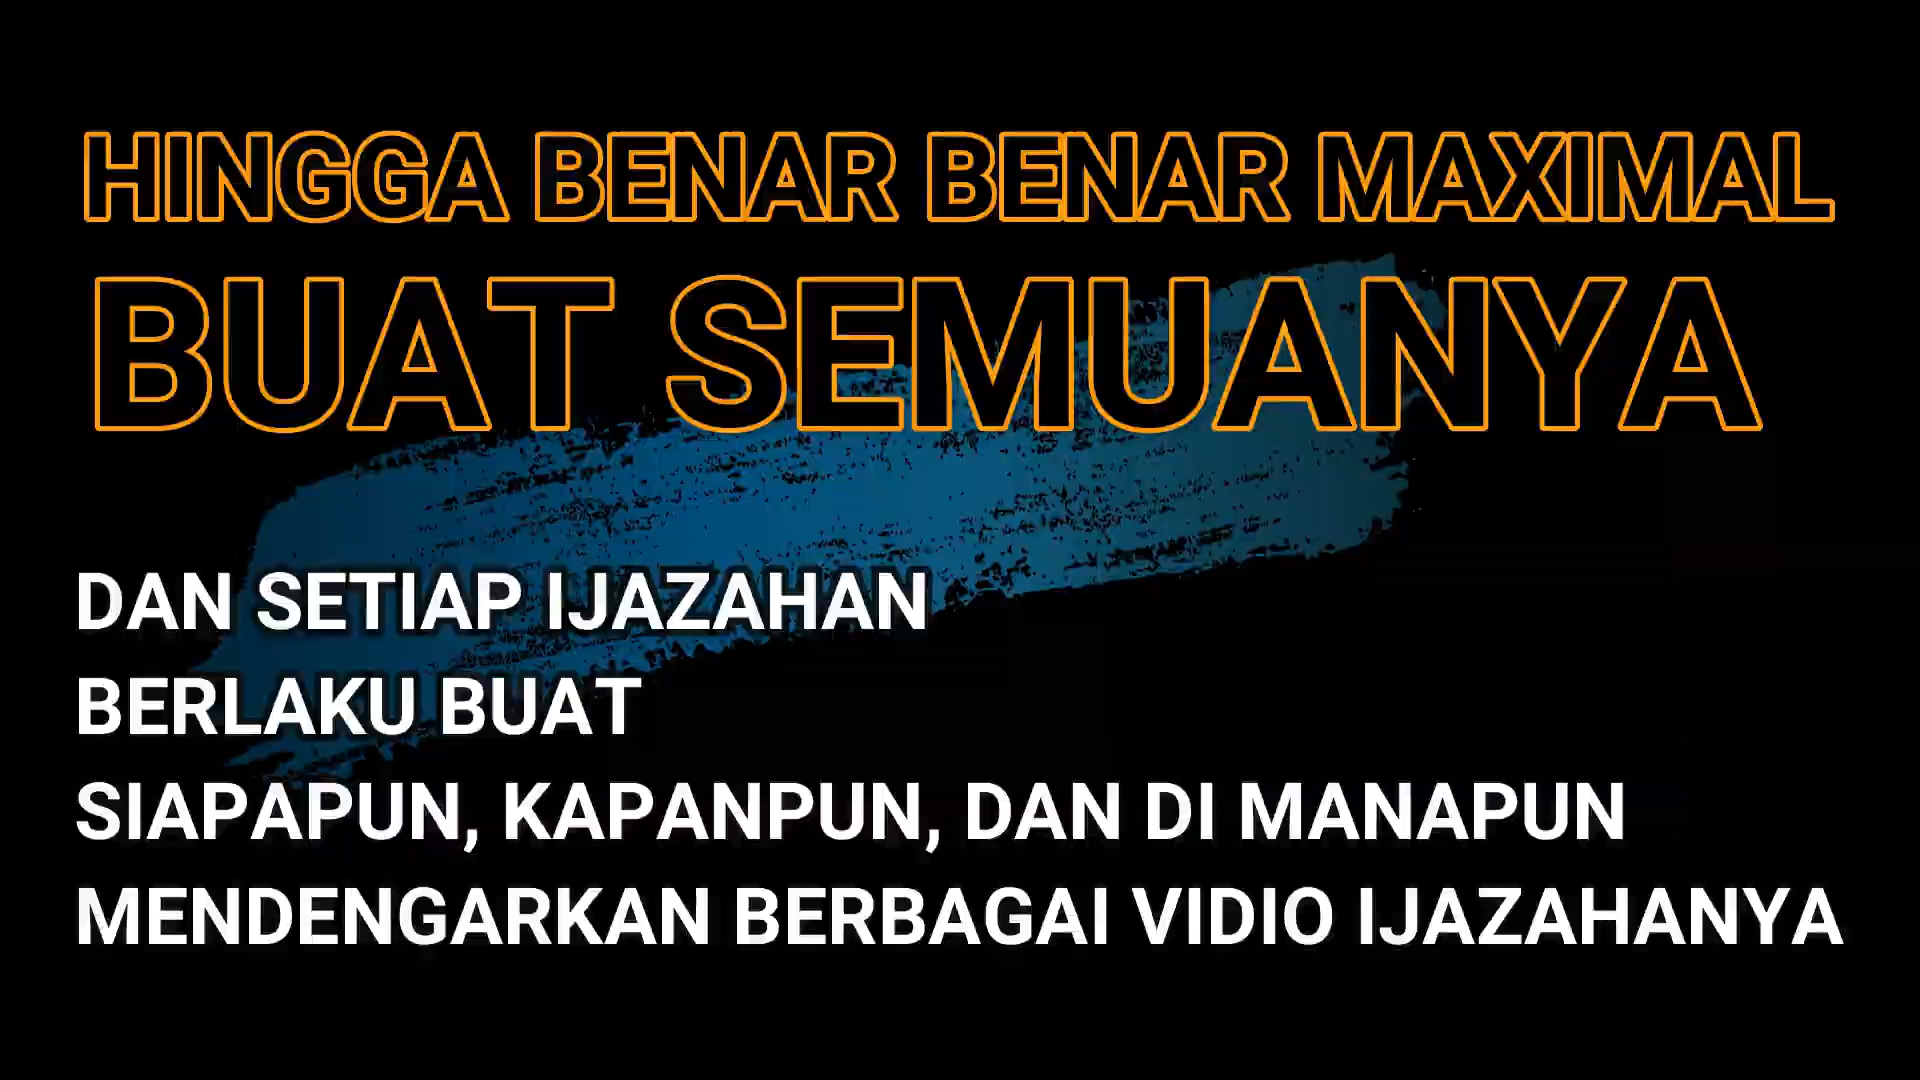 HINGGA BENAR BENAR MAXIMAL
BUAT SEMUANYA
DAN SETIAP IJAZAHAN
BERLAKU BUAT
SIAPAPUN, KAPANPUN, DAN DI MANAPUN
MENDENGARKAN BERBAGAI VIDIO IJAZAHANYA